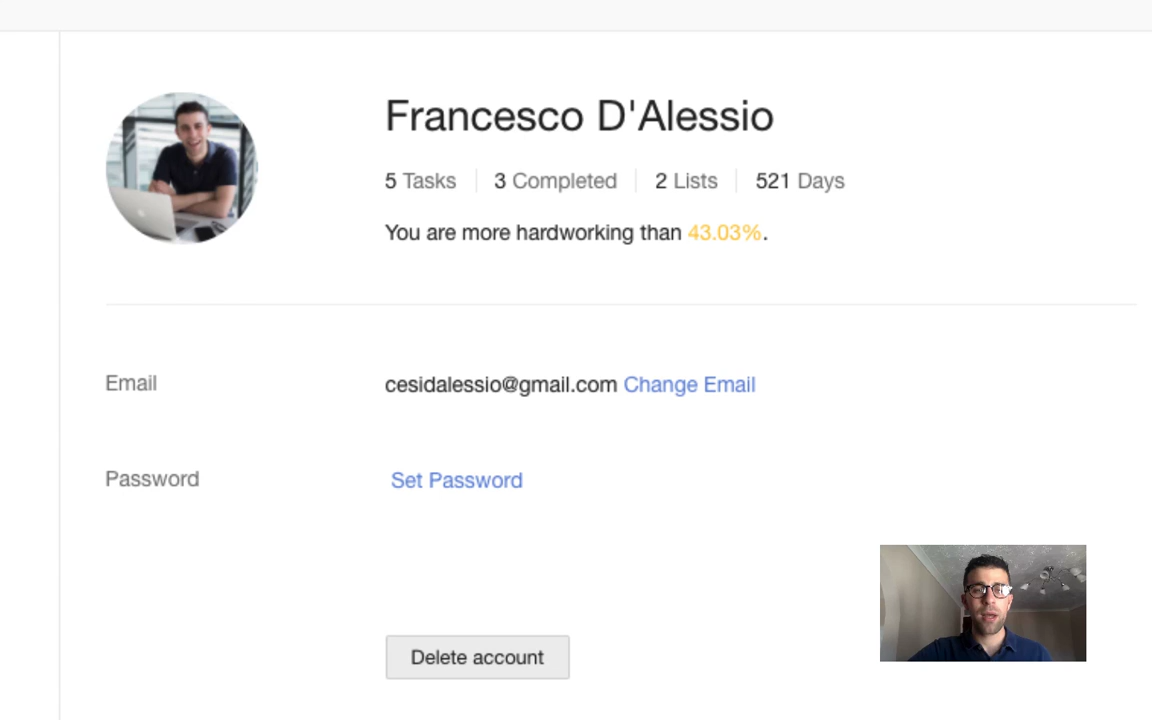 Francesco D'Alessio
5 Tasks 3 Completed 2 Lists 521 Days
You are more hardworking than 43.03%.
Email cesidalessio@gmail.com Change Email
Password Set Password
Delete account